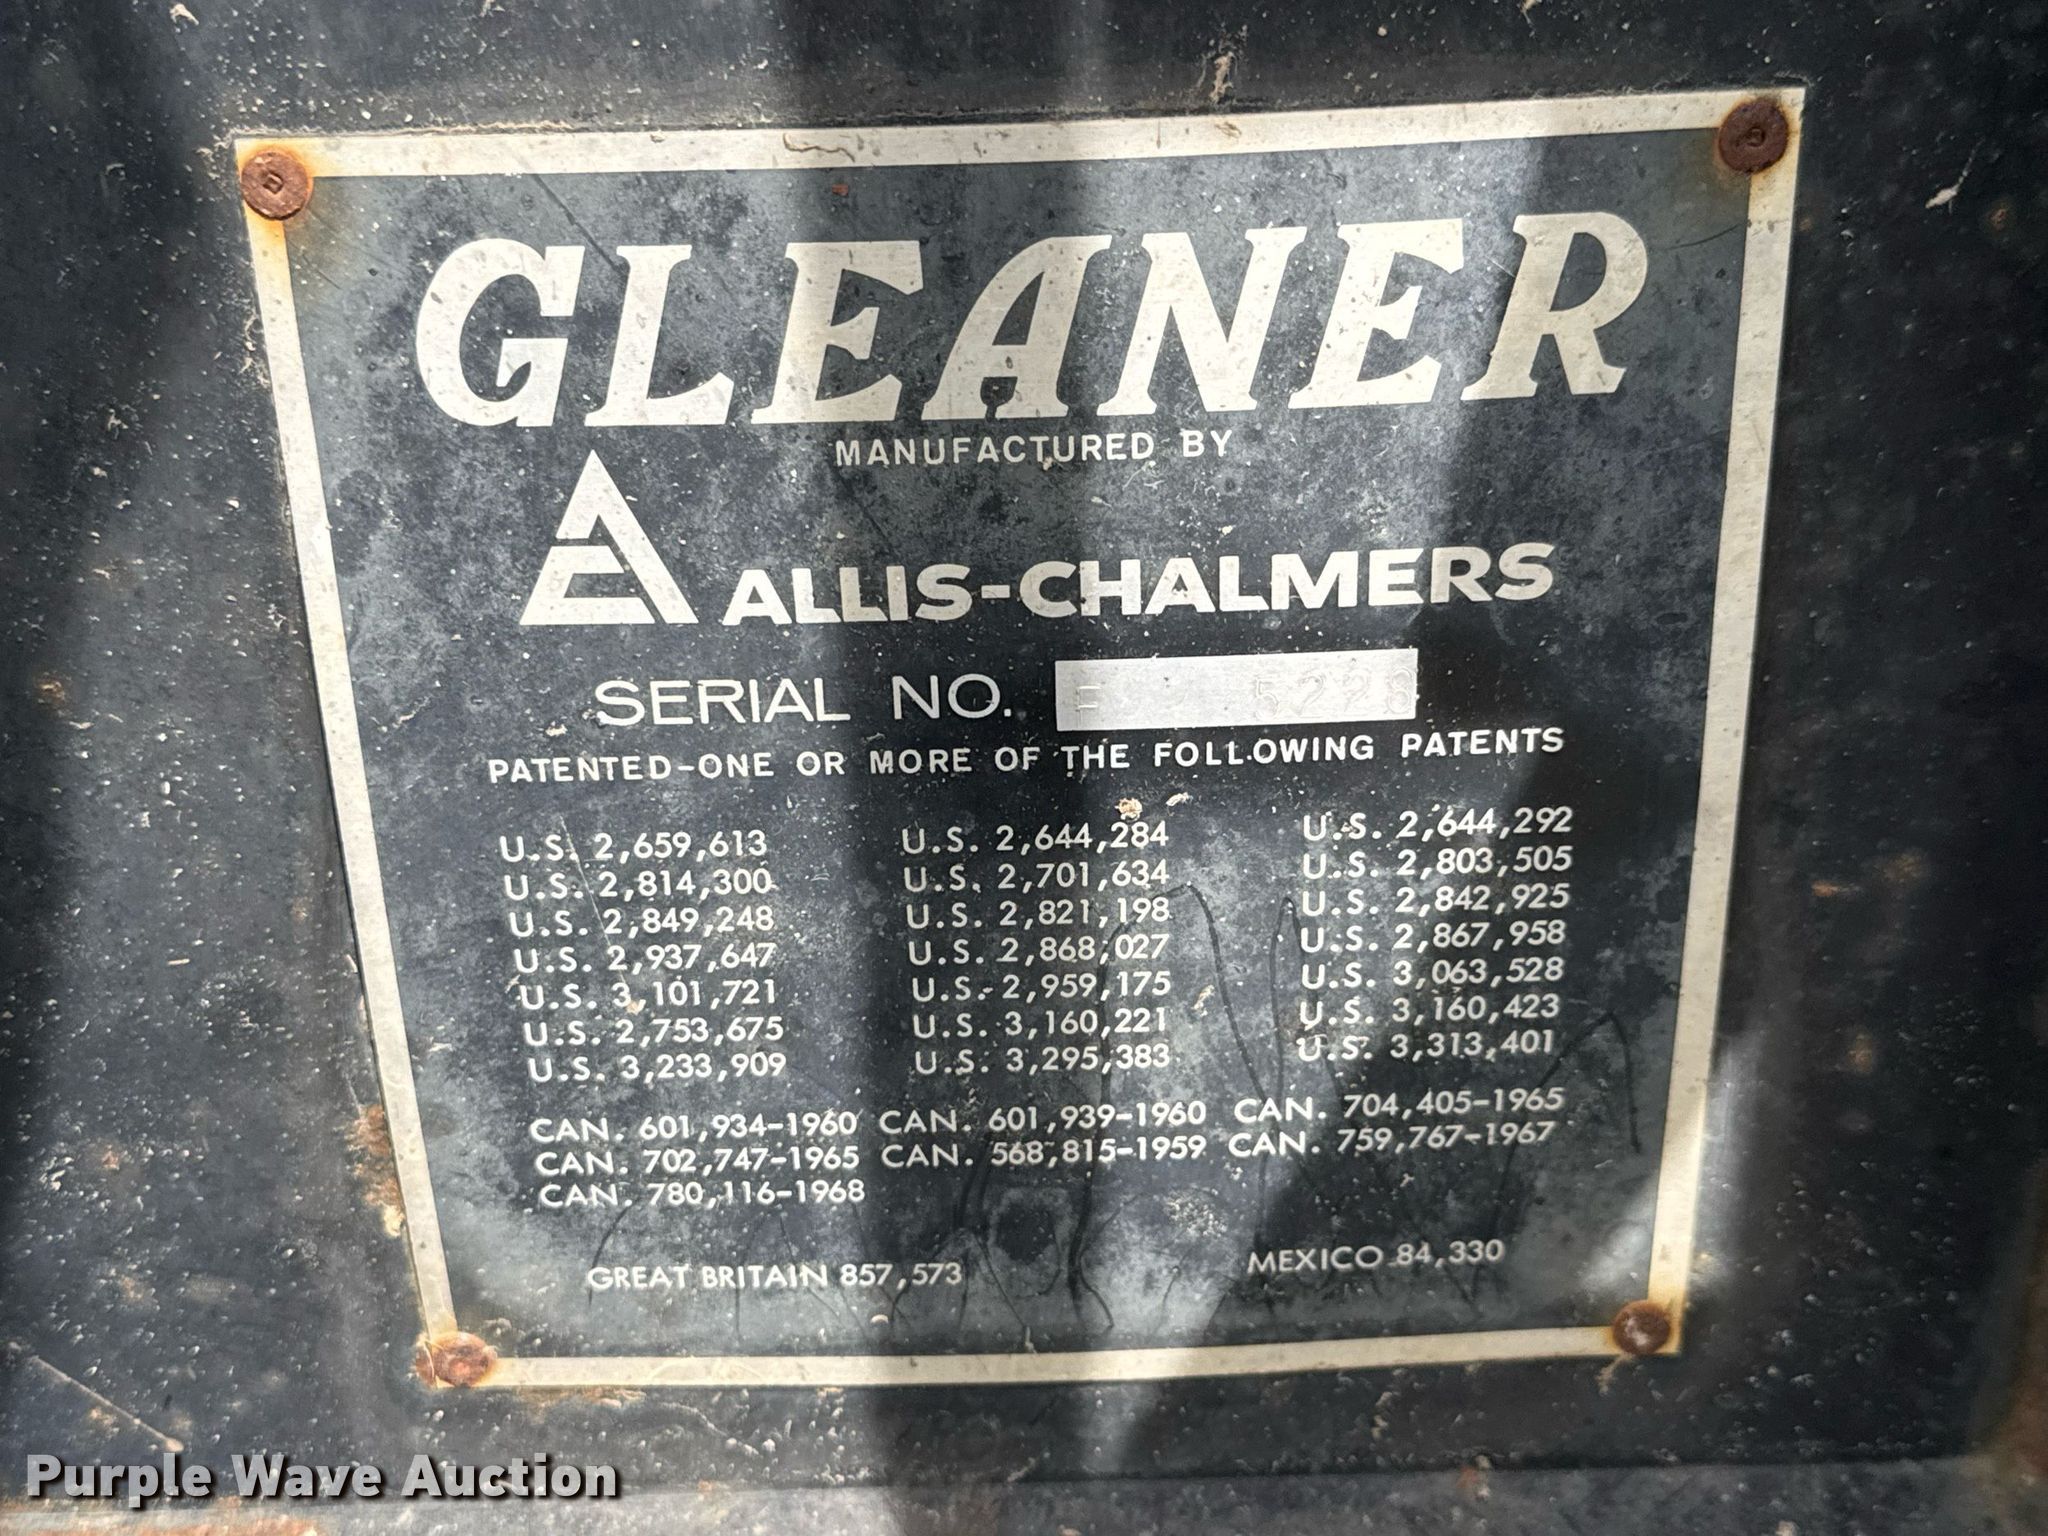 GLEANER
MANUFACTURED BY
ALLIS-CHALMERS
SERIAL NO. 5228
PATENTED-ONE OR MORE OF THE FOLLOWING PATENTS
U.S. 2,659,613 U.S. 2,644,284 U.S. 2,644,292
U.S. 2,814,300 U.S. 2,701,634 U.S. 2,803,505
U.S. 2,849,248 U.S. 2,821,198 U.S. 2,842,925
U.S. 2,937,647 U.S. 2,868,027 U.S. 2,867,958
U.S. 3,101,721 U.S. 2,959,175 U.S. 3,063,528
U.S. 2,753,675 U.S. 3,160,221 U.S. 3,160,423
U.S. 3,233,909 U.S. 3,295,383 U.S. 3,313,401
CAN. 601,934-1960 CAN. 601,939-1960 CAN. 704,405-1965
CAN. 702,747-1965 CAN. 568,815-1959 CAN. 759,767-1967
CAN. 780,116-1968
GREAT BRITAIN 857,573 MEXICO 84,330
Purple Wave Auction